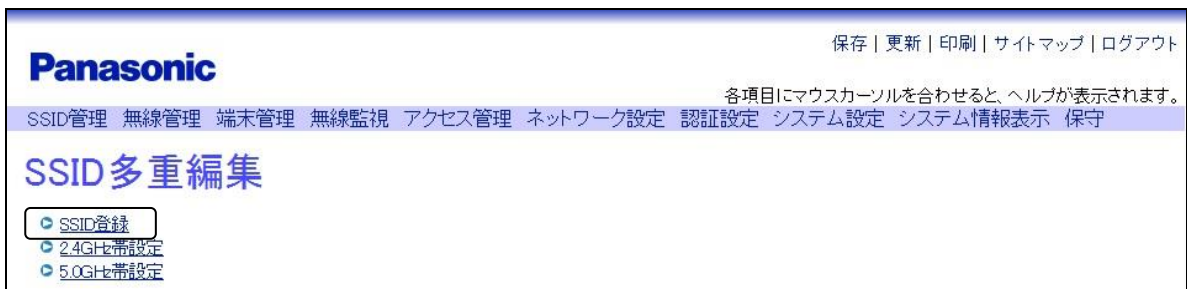 保存 | 更新 | 印刷 | サイトマップ | ログアウト
Panasonic
各項目にマウスカーソルを合わせると、ヘルプが表示されます。
SSID管理 無線管理 端末管理 無線監視 アクセス管理 ネットワーク設定 認証設定 システム設定 システム情報表示 保守
SSID多重編集
SSID登録
2.4GHz帯設定
5.0GHz帯設定